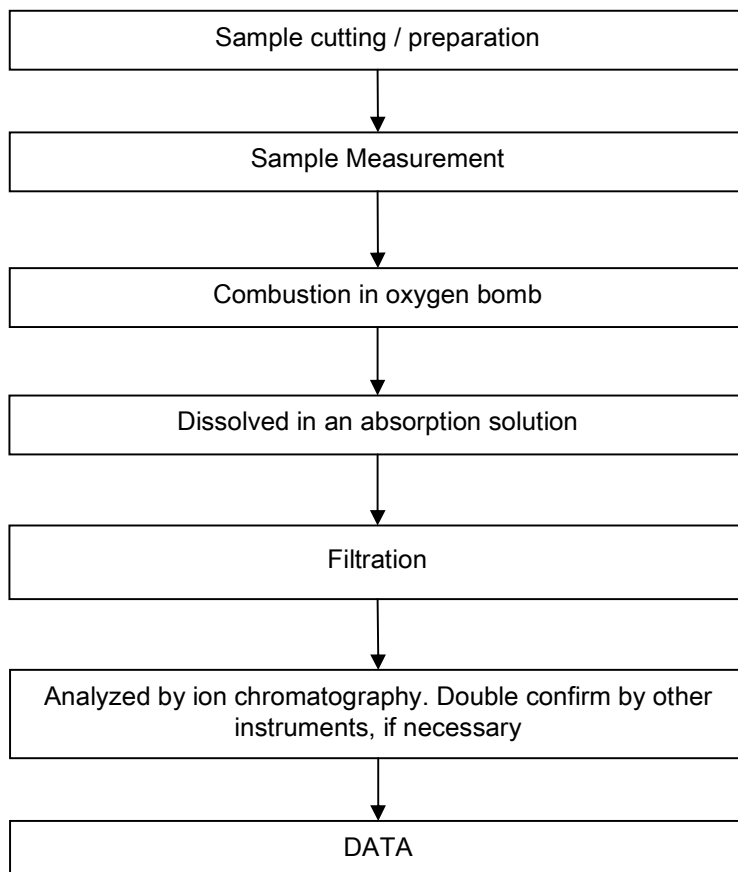 Sample cutting / preparation
Sample Measurement
Combustion in oxygen bomb
Dissolved in an absorption solution
Filtration
Analyzed by ion chromatography. Double confirm by other
instruments, if necessary
DATA